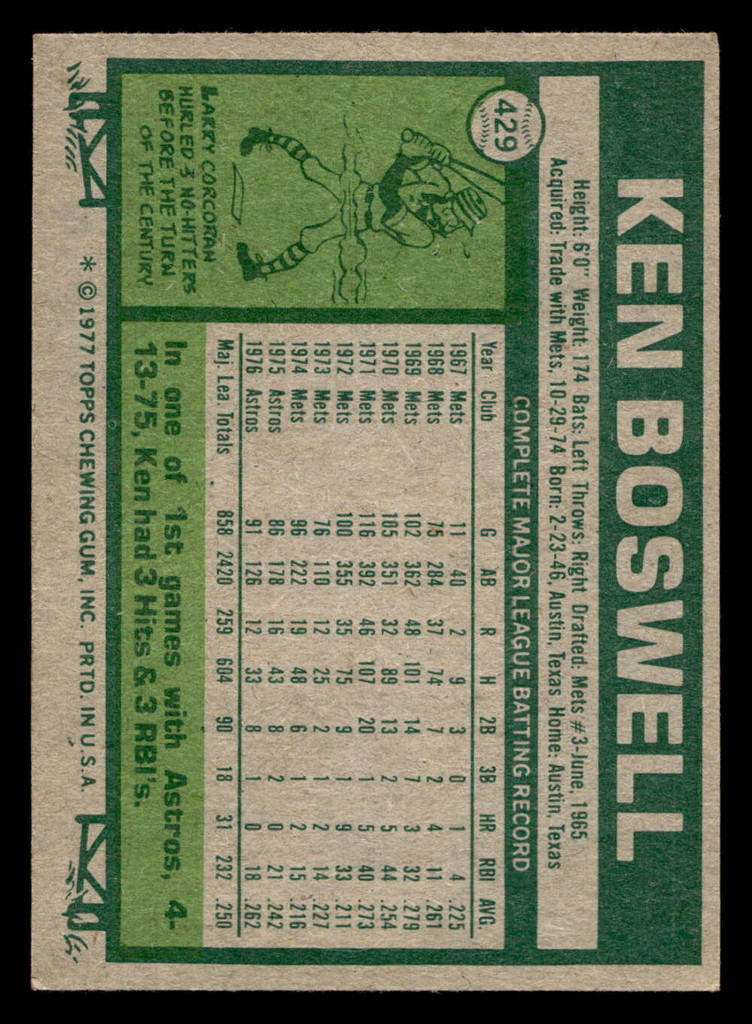 429
KEN BOSWELL
Height: 6'0" Weight: 174 Bats: Left Throws: Right Drafted: Mets #3-June, 1965
Acquired: Trade with Mets, 10-29-74 Born: 2-23-46, Austin, Texas Home: Austin, Texas
COMPLETE MAJOR LEAGUE BATTING RECORD
Year Club G AB R H 2B 3B HR RBI AVG.
1967 Mets 11 40 2 9 3 0 1 4 .225
1968 Mets 75 284 37 74 7 2 4 11 .261
1969 Mets 102 362 48 101 14 7 3 32 .279
1970 Mets 105 351 32 89 13 2 5 44 .254
1971 Mets 116 392 46 107 20 1 5 40 .273
1972 Mets 100 355 35 75 9 1 9 33 .211
1973 Mets 76 110 12 25 2 1 2 14 .227
1974 Mets 96 222 19 48 6 1 2 15 .216
1975 Astros 86 178 16 43 8 2 0 21 .242
1976 Astros 91 126 12 33 8 1 0 18 .262
Maj. Lea. Totals 858 2420 259 604 90 18 31 232 .250
LARRY CORCORAN
HURLED 3 NO-HITTERS
BEFORE THE TURN
OF THE CENTURY
In one of 1st games with Astros, 4-
13-75, Ken had 3 Hits & 3 RBI's.
* © 1977 TOPPS CHEWING GUM, INC. PRTD. IN U.S.A.